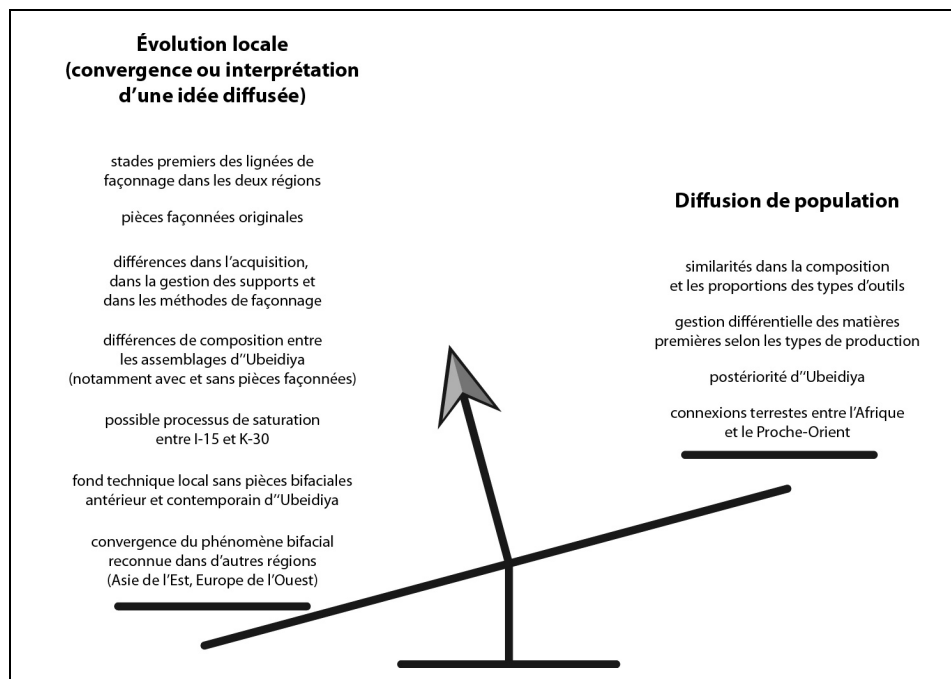 Évolution locale
(convergence ou interprétation
d'une idée diffusée)
stades premiers des lignées de
façonnage dans les deux régions
pièces façonnées originales
différences dans l'acquisition,
dans la gestion des supports et
dans les méthodes de façonnage
différences de composition entre
les assemblages d'‘Ubeidiya
(notamment avec et sans pièces façonnées)
possible processus de saturation
entre I-15 et K-30
fond technique local sans pièces bifaciales
antérieur et contemporain d'‘Ubeidiya
convergence du phénomène bifacial
reconnue dans d'autres régions
(Asie de l'Est, Europe de l'Ouest)
Diffusion de population
similarités dans la composition
et les proportions des types d'outils
gestion différentielle des matières
premières selon les types de production
postériorité d'‘Ubeidiya
connexions terrestes entre l'Afrique
et le Proche-Orient